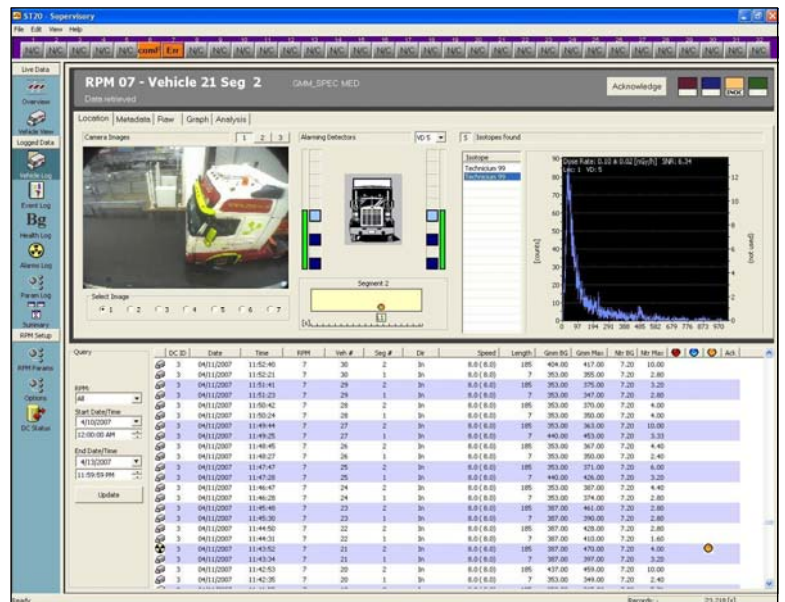 ST20 - Supervisory
File Edit View Help
N/C N/C N/C N/C N/C comF Err N/C N/C N/C N/C N/C N/C N/C N/C N/C N/C N/C N/C N/C N/C N/C N/C N/C N/C N/C N/C N/C N/C N/C N/C N/C
Live Data
Overview
Vehicle View
Logged Data
Vehicle Log
Event Log
Bg
Health Log
Alarms Log
Param Log
Summary
RPM Setup
RPM Params
Options
DC Status
RPM 07 - Vehicle 21 Seg 2 GMM_SPEC MED
Data retrieved
Acknowledge
INOC
Location Metadata Raw Graph Analysis
Camera Images 1 2 3
Select Image
1 2 3 4 5 6 7
Alarming Detectors VD 5
Segment 2
11
[s]
5 Isotopes found
Isotope
Technicium 99
Technicium 99
Dose Rate: 0.10 ± 0.02 [nGy/h] SNR: 6.34
Loc: 1 VD: 5
[counts]
0 97 194 291 388 485 582 679 776 873 970
Query
RPM:
All
Start Date/Time
4/10/2007
12:00:00 AM
End Date/Time
4/13/2007
11:59:59 PM
Update
DC ID Date Time RPM Veh # Seg # Dir Speed Length Gmm BG Gmm Max Ntr BG Ntr Max Ack
3 04/11/2007 11:52:40 7 30 2 In 8.0 ( 8.0) 185 404.00 417.00 7.20 10.00
3 04/11/2007 11:52:21 7 30 1 In 8.0 ( 8.0) 7 353.00 355.00 7.20 2.80
3 04/11/2007 11:51:41 7 29 2 In 8.0 ( 8.0) 185 353.00 375.00 7.20 3.20
3 04/11/2007 11:51:23 7 29 1 In 8.0 ( 8.0) 7 353.00 347.00 7.20 2.80
3 04/11/2007 11:50:42 7 28 2 In 8.0 ( 8.0) 185 353.00 370.00 7.20 4.00
3 04/11/2007 11:50:24 7 28 1 In 8.0 ( 8.0) 7 353.00 350.00 7.20 4.00
3 04/11/2007 11:49:44 7 27 2 In 8.0 ( 8.0) 185 353.00 363.00 7.20 10.00
3 04/11/2007 11:49:25 7 27 1 In 8.0 ( 8.0) 7 440.00 453.00 7.20 3.33
3 04/11/2007 11:48:45 7 26 2 In 8.0 ( 8.0) 185 353.00 367.00 7.20 4.40
3 04/11/2007 11:48:27 7 26 1 In 8.0 ( 8.0) 7 353.00 350.00 7.20 2.40
3 04/11/2007 11:47:47 7 25 2 In 8.0 ( 8.0) 185 353.00 371.00 7.20 6.00
3 04/11/2007 11:47:28 7 25 1 In 8.0 ( 8.0) 7 440.00 426.00 7.20 3.20
3 04/11/2007 11:46:47 7 24 2 In 8.0 ( 8.0) 185 353.00 387.00 7.20 4.40
3 04/11/2007 11:46:28 7 24 1 In 8.0 ( 8.0) 7 353.00 374.00 7.20 2.80
3 04/11/2007 11:45:48 7 23 2 In 8.0 ( 8.0) 185 387.00 461.00 7.20 2.80
3 04/11/2007 11:45:30 7 23 1 In 8.0 ( 8.0) 7 387.00 390.00 7.20 2.80
3 04/11/2007 11:44:50 7 22 2 In 8.0 ( 8.0) 185 387.00 428.00 7.20 2.80
3 04/11/2007 11:44:31 7 22 1 In 8.0 ( 8.0) 7 387.00 410.00 7.20 1.60
3 04/11/2007 11:43:52 7 21 2 In 8.0 ( 8.0) 185 387.00 470.00 7.20 4.00
3 04/11/2007 11:43:34 7 21 1 In 8.0 ( 8.0) 7 387.00 397.00 7.20 3.20
3 04/11/2007 11:42:53 7 20 2 In 8.0 ( 8.0) 185 437.00 459.00 7.20 10.00
3 04/11/2007 11:42:35 7 20 1 In 8.0 ( 8.0) 7 353.00 349.00 7.20 2.40
Ready
Records: -